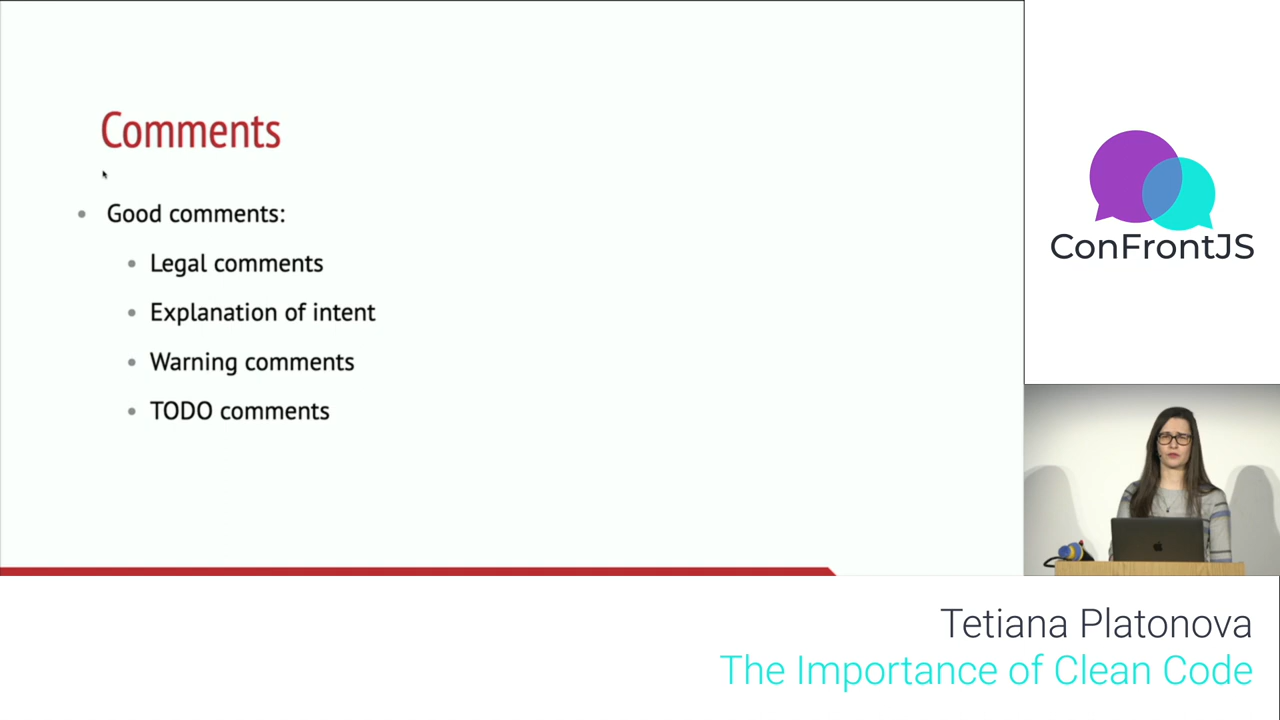 Comments
Good comments:
Legal comments
Explanation of intent
Warning comments
TODO comments
ConFrontJS
Tetiana Platonova
The Importance of Clean Code